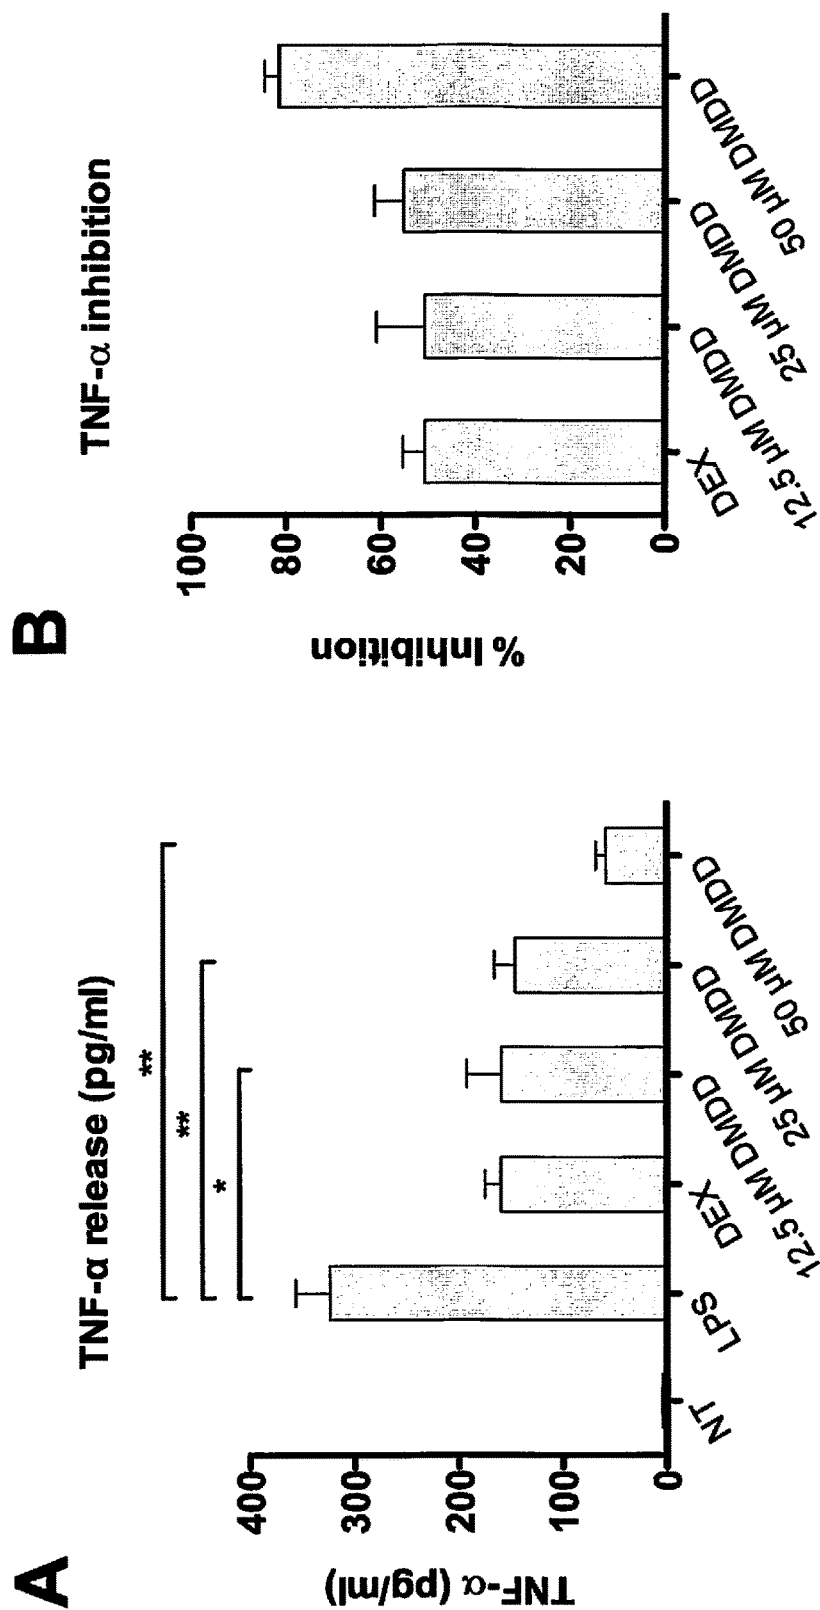 A
TNF-α release (pg/ml)
**
**
*
TNF-α (pg/ml)
400
300
200
100
0
NT
LPS
DEX
12.5 µM DMDD
25 µM DMDD
50 µM DMDD
B
TNF-α inhibition
% Inhibition
100
80
60
40
20
0
DEX
12.5 µM DMDD
25 µM DMDD
50 µM DMDD